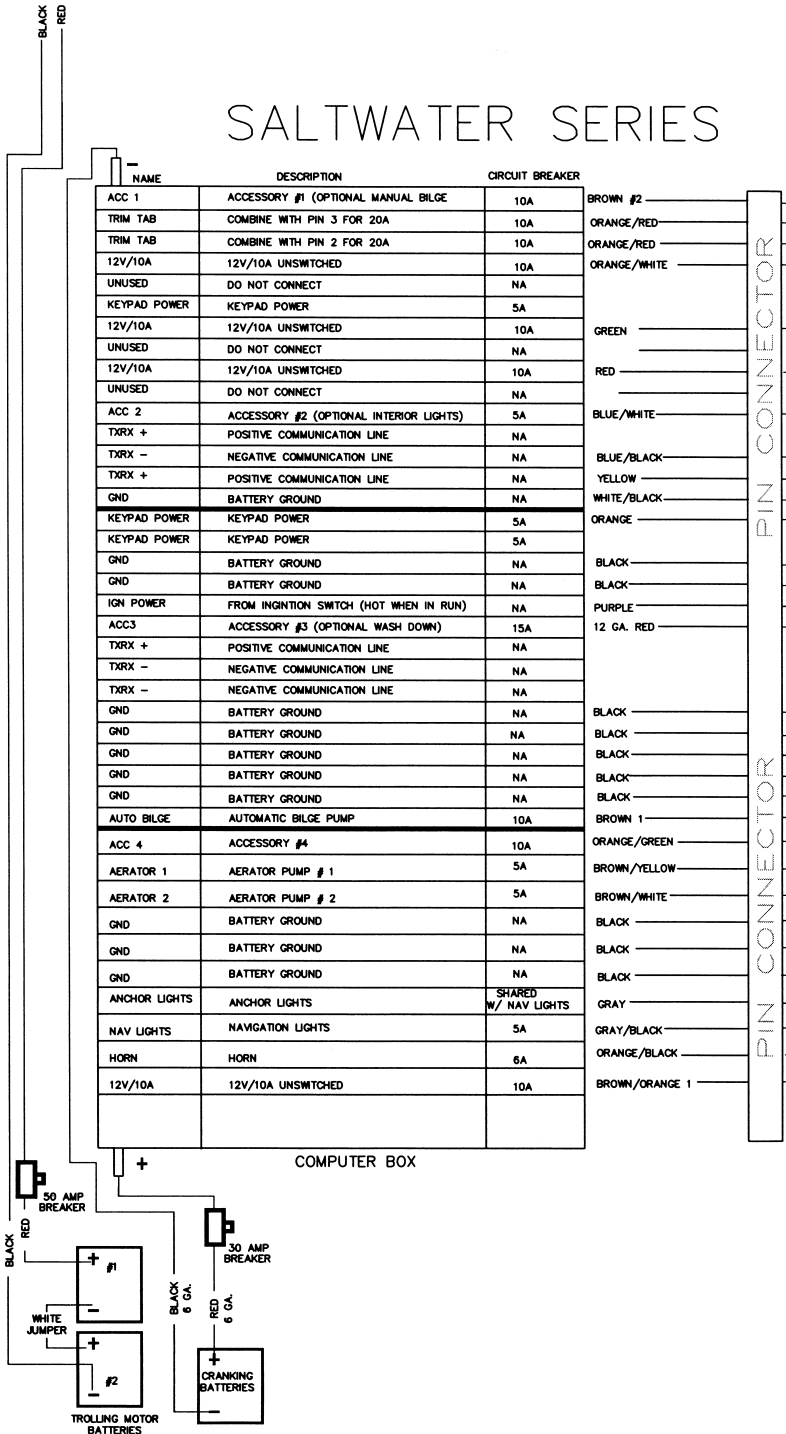 BLACK
RED
SALTWATER SERIES
−
NAME DESCRIPTION CIRCUIT BREAKER
ACC 1 ACCESSORY #1 (OPTIONAL MANUAL BILGE 10A BROWN #2
TRIM TAB COMBINE WITH PIN 3 FOR 20A 10A ORANGE/RED
TRIM TAB COMBINE WITH PIN 2 FOR 20A 10A ORANGE/RED
12V/10A 12V/10A UNSWITCHED 10A ORANGE/WHITE
UNUSED DO NOT CONNECT NA
KEYPAD POWER KEYPAD POWER 5A
12V/10A 12V/10A UNSWITCHED 10A GREEN
UNUSED DO NOT CONNECT NA
12V/10A 12V/10A UNSWITCHED 10A RED
UNUSED DO NOT CONNECT NA
ACC 2 ACCESSORY #2 (OPTIONAL INTERIOR LIGHTS) 5A BLUE/WHITE
TXRX + POSITIVE COMMUNICATION LINE NA
TXRX − NEGATIVE COMMUNICATION LINE NA BLUE/BLACK
TXRX + POSITIVE COMMUNICATION LINE NA YELLOW
GND BATTERY GROUND NA WHITE/BLACK
KEYPAD POWER KEYPAD POWER 5A ORANGE
KEYPAD POWER KEYPAD POWER 5A
GND BATTERY GROUND NA BLACK
GND BATTERY GROUND NA BLACK
IGN POWER FROM INGINTION SWITCH (HOT WHEN IN RUN) NA PURPLE
ACC3 ACCESSORY #3 (OPTIONAL WASH DOWN) 15A 12 GA. RED
TXRX + POSITIVE COMMUNICATION LINE NA
TXRX − NEGATIVE COMMUNICATION LINE NA
TXRX − NEGATIVE COMMUNICATION LINE NA
GND BATTERY GROUND NA BLACK
GND BATTERY GROUND NA BLACK
GND BATTERY GROUND NA BLACK
GND BATTERY GROUND NA BLACK
GND BATTERY GROUND NA BLACK
AUTO BILGE AUTOMATIC BILGE PUMP 10A BROWN 1
ACC 4 ACCESSORY #4 10A ORANGE/GREEN
AERATOR 1 AERATOR PUMP # 1 5A BROWN/YELLOW
AERATOR 2 AERATOR PUMP # 2 5A BROWN/WHITE
GND BATTERY GROUND NA BLACK
GND BATTERY GROUND NA BLACK
GND BATTERY GROUND NA BLACK
ANCHOR LIGHTS ANCHOR LIGHTS SHARED W/ NAV LIGHTS GRAY
NAV LIGHTS NAVIGATION LIGHTS 5A GRAY/BLACK
HORN HORN 6A ORANGE/BLACK
12V/10A 12V/10A UNSWITCHED 10A BROWN/ORANGE 1
PIN CONNECTOR
PIN CONNECTOR
+
COMPUTER BOX
50 AMP
BREAKER
RED
BLACK
30 AMP
BREAKER
BLACK
6 GA.
RED
6 GA.
+
#1
−
WHITE
JUMPER
+
#2
−
TROLLING MOTOR
BATTERIES
+
CRANKING
BATTERIES
−